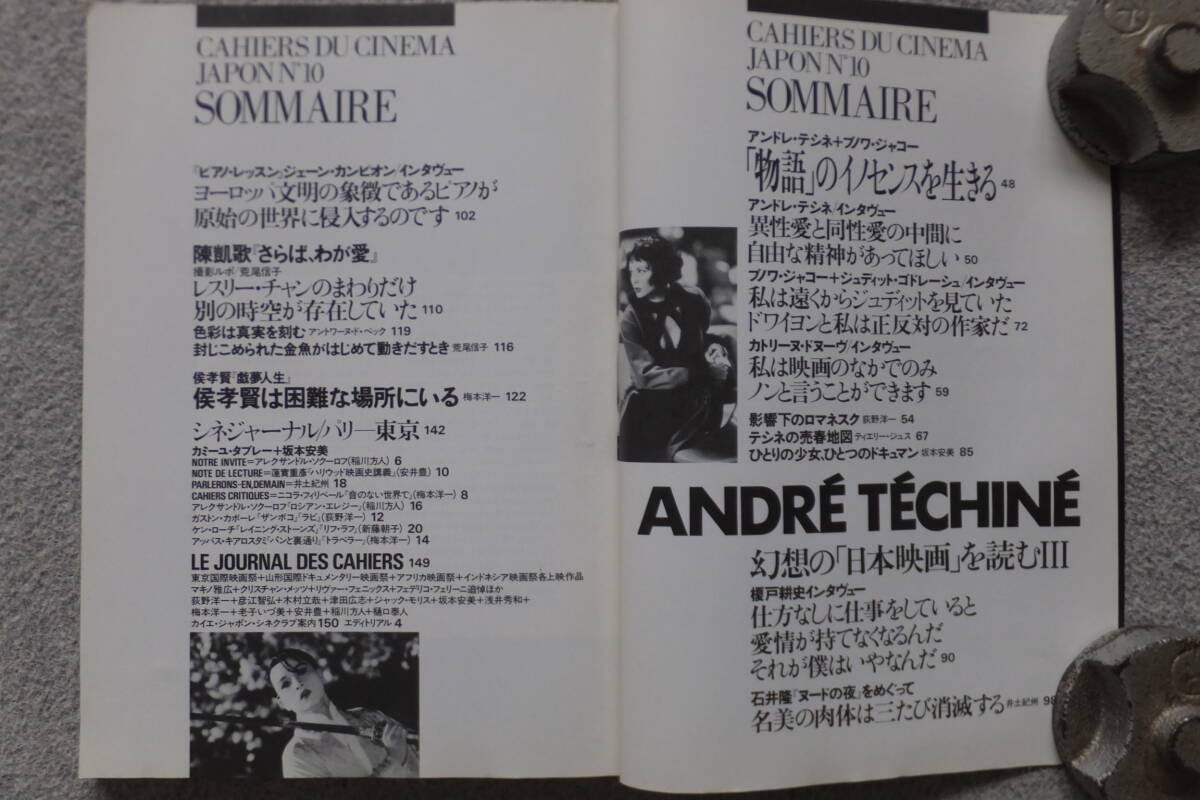 CAHIERS DU CINEMA
JAPON N°10
SOMMAIRE
『ピアノ・レッスン』ジェーン・カンピオン/インタヴュー
ヨーロッパ文明の象徴であるピアノが
原始の世界に侵入するのです 102
陳凱歌『さらば、わが愛』
撮影ルポ/荒尾信子
レスリー・チャンのまわりだけ
別の時空が存在していた 110
色彩は真実を刻む アントワーヌ・ド・ベック 119
封じこめられた金魚がはじめて動きだすとき 荒尾信子 116
侯孝賢『戯夢人生』
侯孝賢は困難な場所にいる 梅本洋一 122
シネジャーナル/パリ―東京 142
カミーユ・タブレー+坂本安美
NOTRE INVITE=アレクサンドル・ソクーロフ(稲川方人) 6
NOTE DE LECTURE=蓮實重彦『ハリウッド映画史講義』(安井豊) 10
PARLERONS-EN, DEMAIN=井土紀州 18
CAHIERS CRITIQUES=ニコラ・フィリベール『音のない世界で』(梅本洋一) 8
アレクサンドル・ソクーロフ『ロシアン・エレジー』(稲川方人) 16
ガストン・カボーレ『ザンボコ』『ラビ』(荻野洋一) 12
ケン・ローチ『レイニング・ストーンズ』『リフ・ラフ』(新藤朝子) 20
アッバス・キアロスタミ『パンと裏通り』『トラベラー』(梅本洋一) 14
LE JOURNAL DES CAHIERS 149
東京国際映画祭+山形国際ドキュメンタリー映画祭+アフリカ映画祭+インドネシア映画祭各上映作品
マキノ雅広+クリスチャン・メッツ+リヴァー・フェニックス+フェデリコ・フェリーニ追悼ほか
荻野洋一+彦江智弘+木村立哉+津田広志+ジャック・モリス+坂本安美+浅井秀和+
梅本洋一+老子いづ美+安井豊+稲川方人+樋口泰人
カイエ・ジャポン・シネクラブ案内150 エディトリアル 4
CAHIERS DU CINEMA
JAPON N°10
SOMMAIRE
アンドレ・テシネ+ブノワ・ジャコー
「物語」のイノセンスを生きる 48
アンドレ・テシネ/インタヴュー
異性愛と同性愛の中間に
自由な精神があってほしい 50
ブノワ・ジャコー+ジュディット・ゴドレーシュ/インタヴュー
私は遠くからジュディットを見ていた
ドワイヨンと私は正反対の作家だ 72
カトリーヌ・ドヌーヴ/インタヴュー
私は映画のなかでのみ
ノンと言うことができます 59
影響下のロマネスク 荻野洋一 54
テシネの売春地図 ティエリー・ジュス 67
ひとりの少女、ひとつのドキュマン 坂本安美 85
ANDRÉ TÉCHINÉ
幻想の「日本映画」を読むIII
榎戸耕史インタヴュー
仕方なしに仕事をしていると
愛情が持てなくなるんだ
それが僕はいやなんだ 90
石井隆『ヌードの夜』をめぐって
名美の肉体は三たび消滅する 井土紀州 98